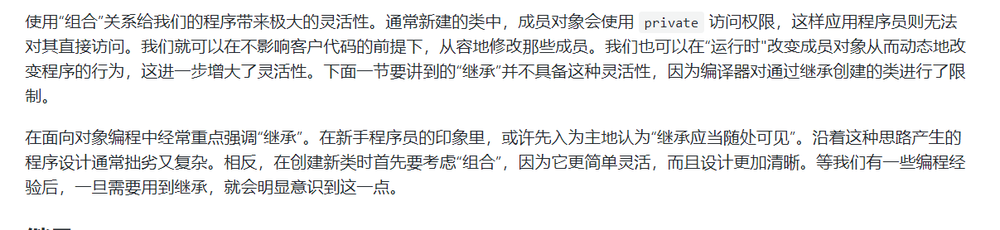 使用“组合”关系给我们的程序带来极大的灵活性。通常新建的类中，成员对象会使用 private 访问权限，这样应用程序员则无法
对其直接访问。我们就可以在不影响客户代码的前提下，从容地修改那些成员。我们也可以在“运行时"改变成员对象从而动态地改
变程序的行为，这进一步增大了灵活性。下面一节要讲到的“继承”并不具备这种灵活性，因为编译器对通过继承创建的类进行了限
制。
在面向对象编程中经常重点强调“继承”。在新手程序员的印象里，或许先入为主地认为“继承应当随处可见”。沿着这种思路产生的
程序设计通常拙劣又复杂。相反，在创建新类时首先要考虑“组合”，因为它更简单灵活，而且设计更加清晰。等我们有一些编程经
验后，一旦需要用到继承，就会明显意识到这一点。